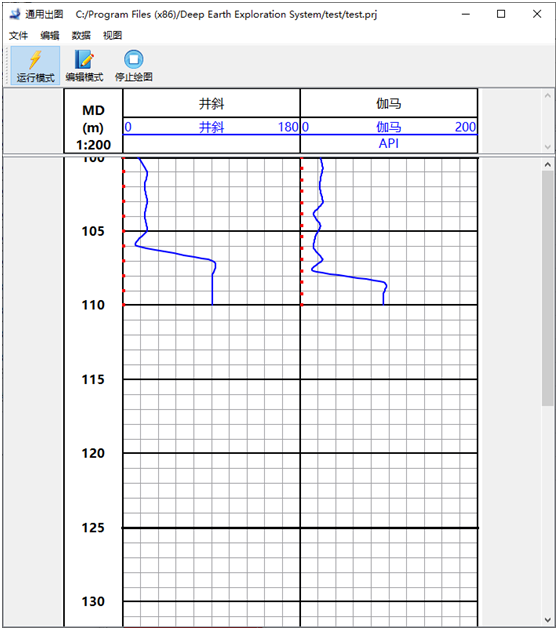 通用出图 C:/Program Files (x86)/Deep Earth Exploration System/test/test.prj
文件 编辑 数据 视图
运行模式 编辑模式 停止绘图
MD
(m)
1:200
井斜 伽马
0 井斜 180 0 伽马 200
API
100
105
110
115
120
125
130